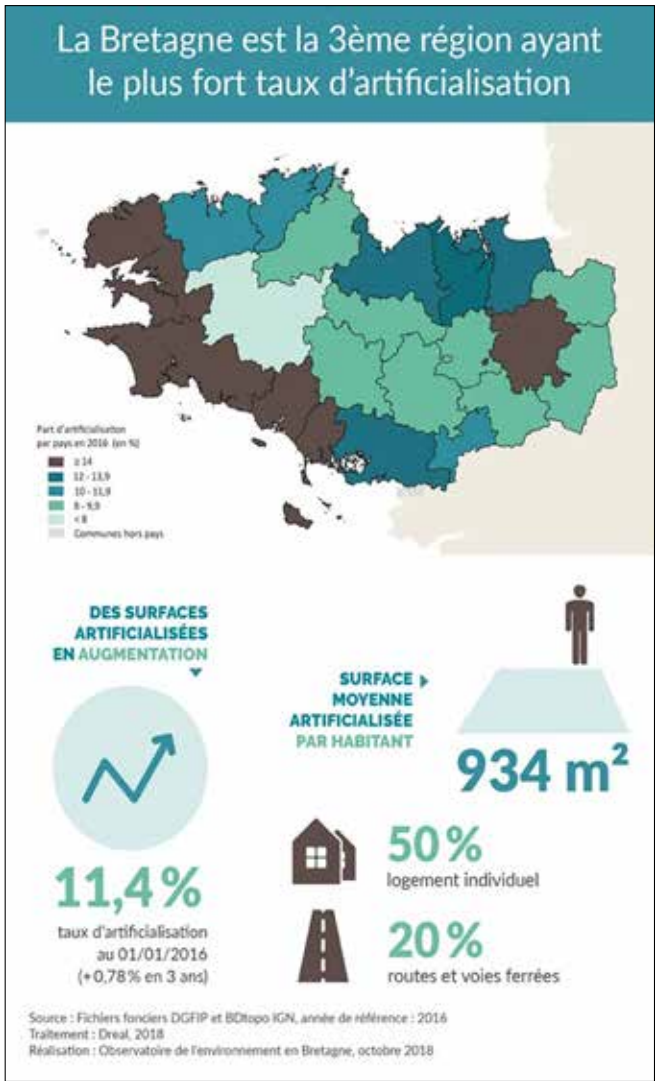 La Bretagne est la 3ème région ayant
le plus fort taux d'artificialisation
Part d'artificialisation
par pays en 2016 (en %)
≥ 14
12 - 13,9
10 - 11,9
8 - 9,9
< 8
Communes hors pays
DES SURFACES
ARTIFICIALISÉES
EN AUGMENTATION
SURFACE
MOYENNE
ARTIFICIALISÉE
PAR HABITANT
934 m²
11,4 %
taux d'artificialisation
au 01/01/2016
(+0,78% en 3 ans)
50 %
logement individuel
20 %
routes et voies ferrées
Source : Fichiers fonciers DGFIP et BDtopo IGN, année de référence : 2016
Traitement : Dreal, 2018
Réalisation : Observatoire de l'environnement en Bretagne, octobre 2018